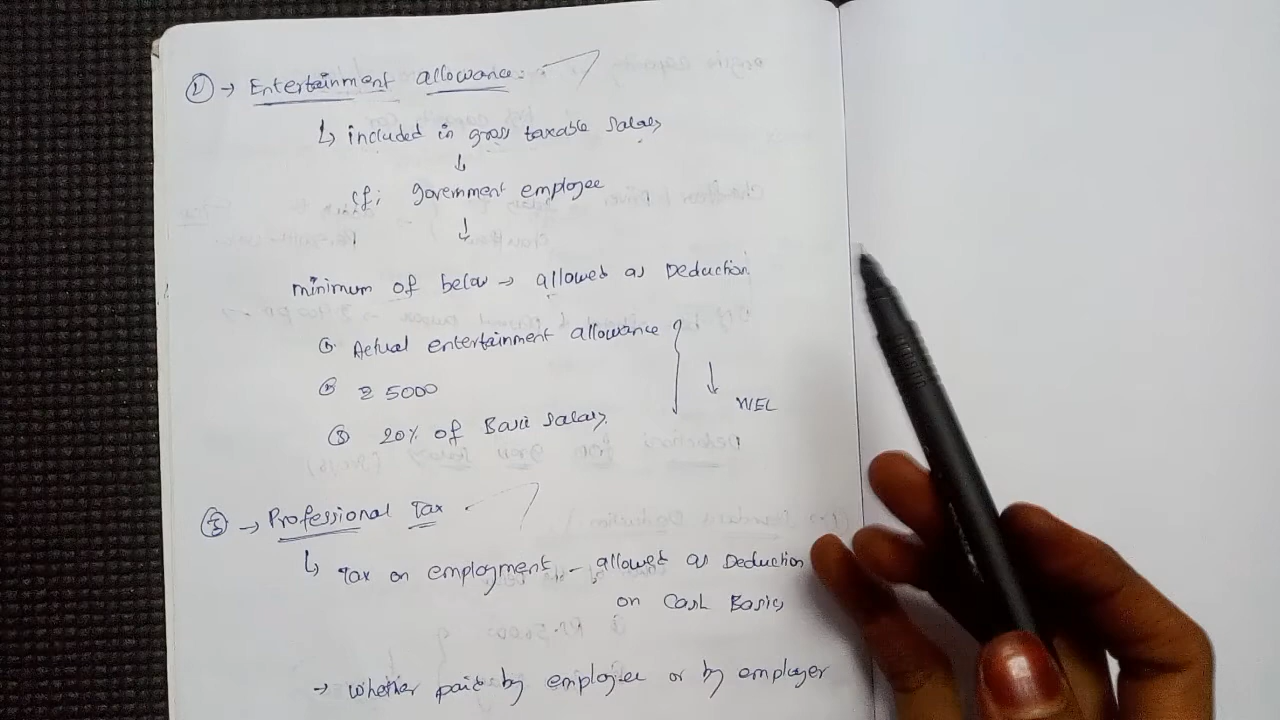 ② → Entertainment allowance:
↳ included in gross taxable salary
↓
If; government employee
↓
minimum of below → allowed as Deduction
① Actual entertainment allowance
② ₹ 5000
③ 20% of Basic salary
↓ WEL
③ → Professional Tax
↳ Tax on employment – allowed as Deduction
on Cash Basis
→ whether paid by employee or by employer